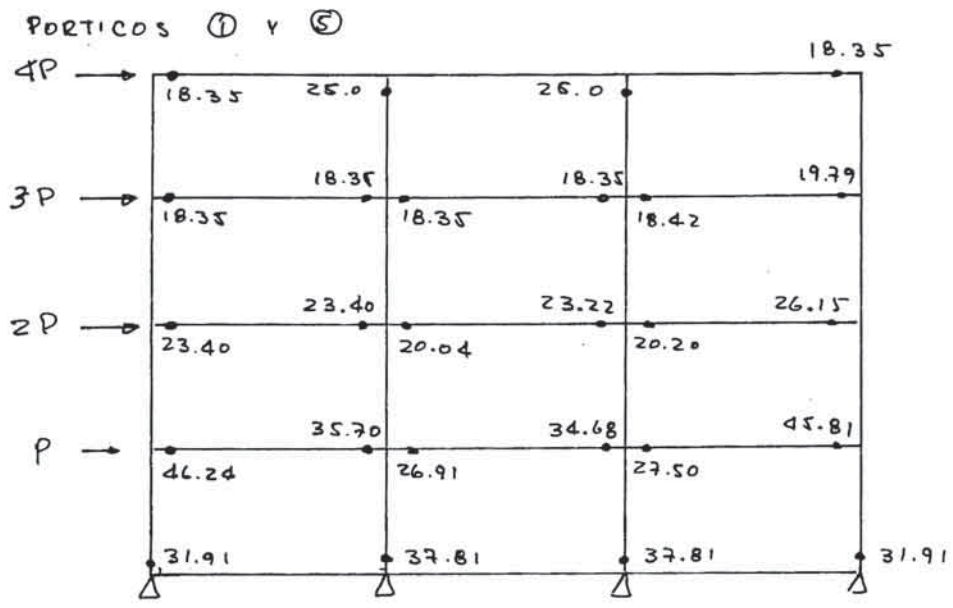 PORTICOS ① Y ⑤
4P 18.35
18.35 25.0 25.0
3P 18.35 18.35 19.79
18.35 18.35 18.42
2P 23.40 23.22 26.15
23.40 20.04 20.20
P 35.70 34.68 45.81
46.24 26.91 27.50
31.91 37.81 37.81 31.91